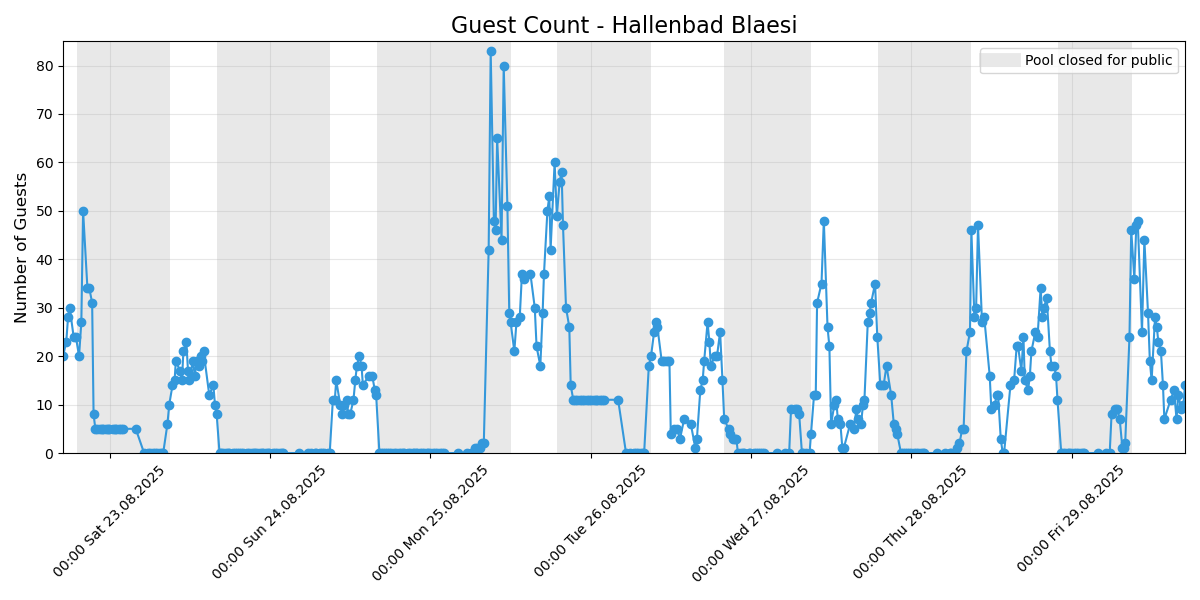 Guest Count - Hallenbad Blaesi
Pool closed for public
Number of Guests
80
70
60
50
40
30
20
10
0
00:00 Sat 23.08.2025
00:00 Sun 24.08.2025
00:00 Mon 25.08.2025
00:00 Tue 26.08.2025
00:00 Wed 27.08.2025
00:00 Thu 28.08.2025
00:00 Fri 29.08.2025